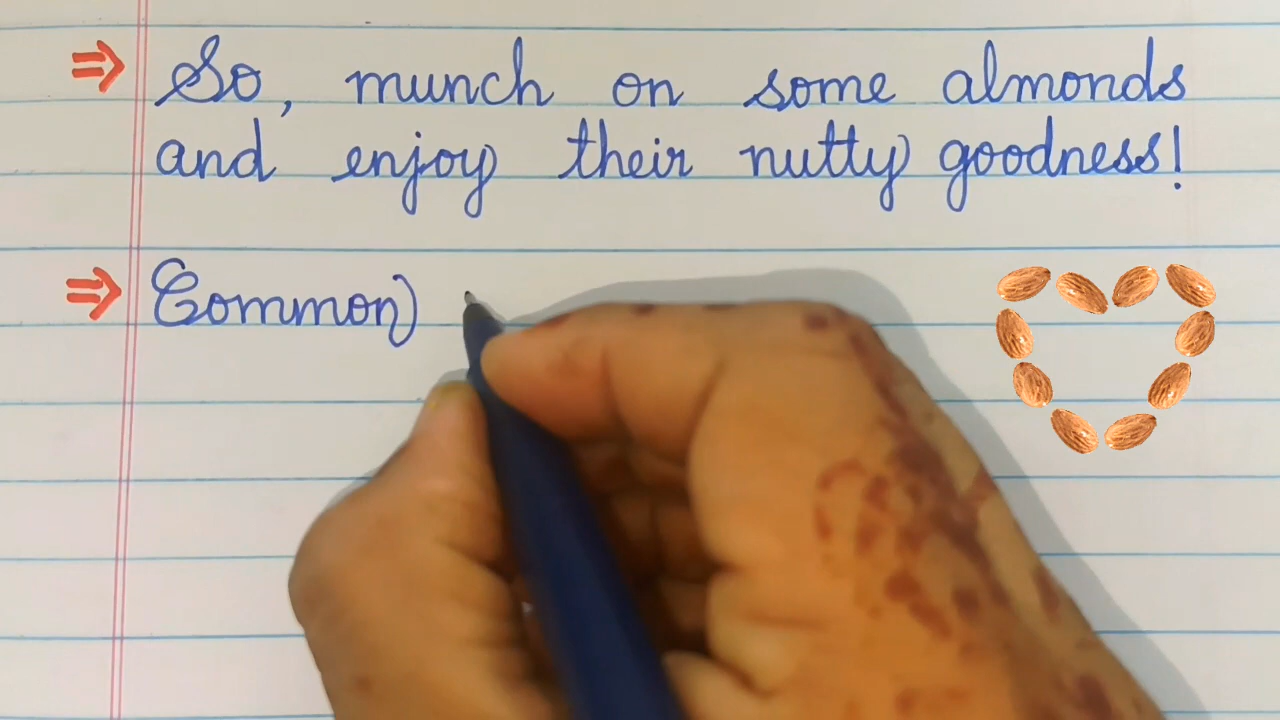 ⇒ So, munch on some almonds
and enjoy their nutty goodness!
⇒ Common